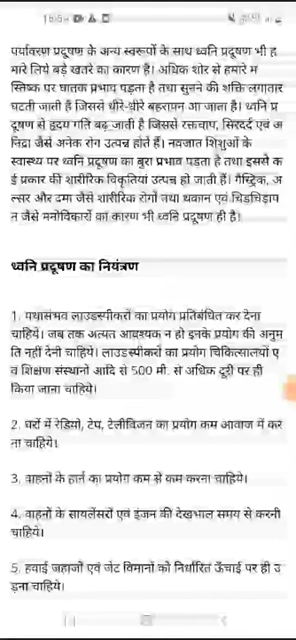 पर्यावरण प्रदूषण के अन्य स्वरूपों के साथ ध्वनि प्रदूषण भी ह
मारे लिये बड़े खतरे का कारण है। अधिक शोर से हमारे म
स्तिष्क पर घातक प्रभाव पड़ता है तथा सुनने की शक्ति लगातार
घटती जाती है जिससे धीरे-धीरे बहरापन आ जाता है। ध्वनि प्र
दूषण से हृदय गति बढ़ जाती है जिससे रक्तचाप, सिरदर्द एवं अ
निद्रा जैसे अनेक रोग उत्पन्न होते हैं। नवजात शिशुओं के
स्वास्थ्य पर ध्वनि प्रदूषण का बुरा प्रभाव पड़ता है तथा इससे क
ई प्रकार की शारीरिक विकृतियां उत्पन्न हो जाती हैं। गैस्ट्रिक, अ
ल्सर और दमा जैसे शारीरिक रोगों तथा थकान एवं चिड़चिड़ाप
न जैसे मनोविकारों का कारण भी ध्वनि प्रदूषण ही है।
ध्वनि प्रदूषण का नियंत्रण
1. यथासंभव लाउडस्पीकरों का प्रयोग प्रतिबंधित कर देना
चाहिये। जब तक अत्यंत आवश्यक न हो इनके प्रयोग की अनुम
ति नहीं देनी चाहिये। लाउडस्पीकरों का प्रयोग चिकित्सालयों ए
वं शिक्षण संस्थानों आदि से 500 मी. से अधिक दूरी पर ही
किया जाना चाहिये।
2. घरों में रेडियो, टेप, टेलीविजन का प्रयोग कम आवाज में कर
ना चाहिये।
3. वाहनों के हार्न का प्रयोग कम से कम करना चाहिये।
4. वाहनों के सायलेंसरों एवं इंजन की देखभाल समय से करनी
चाहिये।
5. हवाई जहाजों एवं जेट विमानों को निर्धारित ऊँचाई पर ही उ
ड़ना चाहिये।